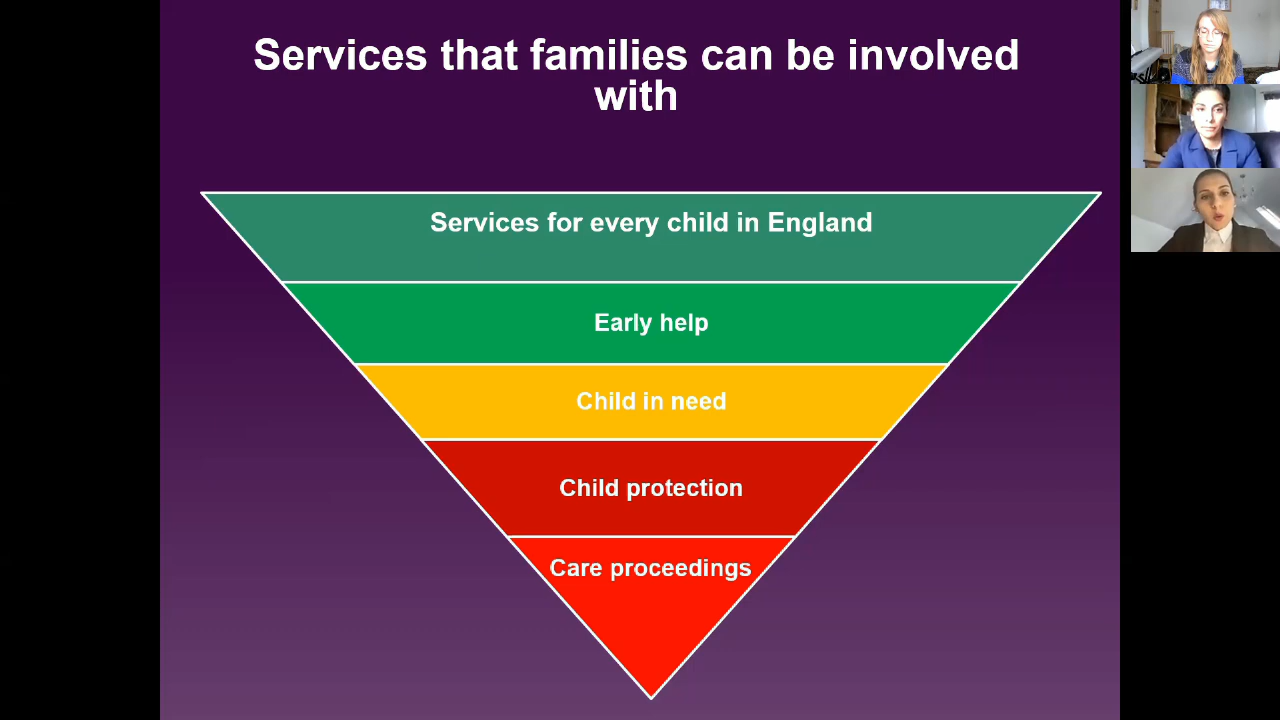 Services that families can be involved
with
Services for every child in England
Early help
Child in need
Child protection
Care proceedings